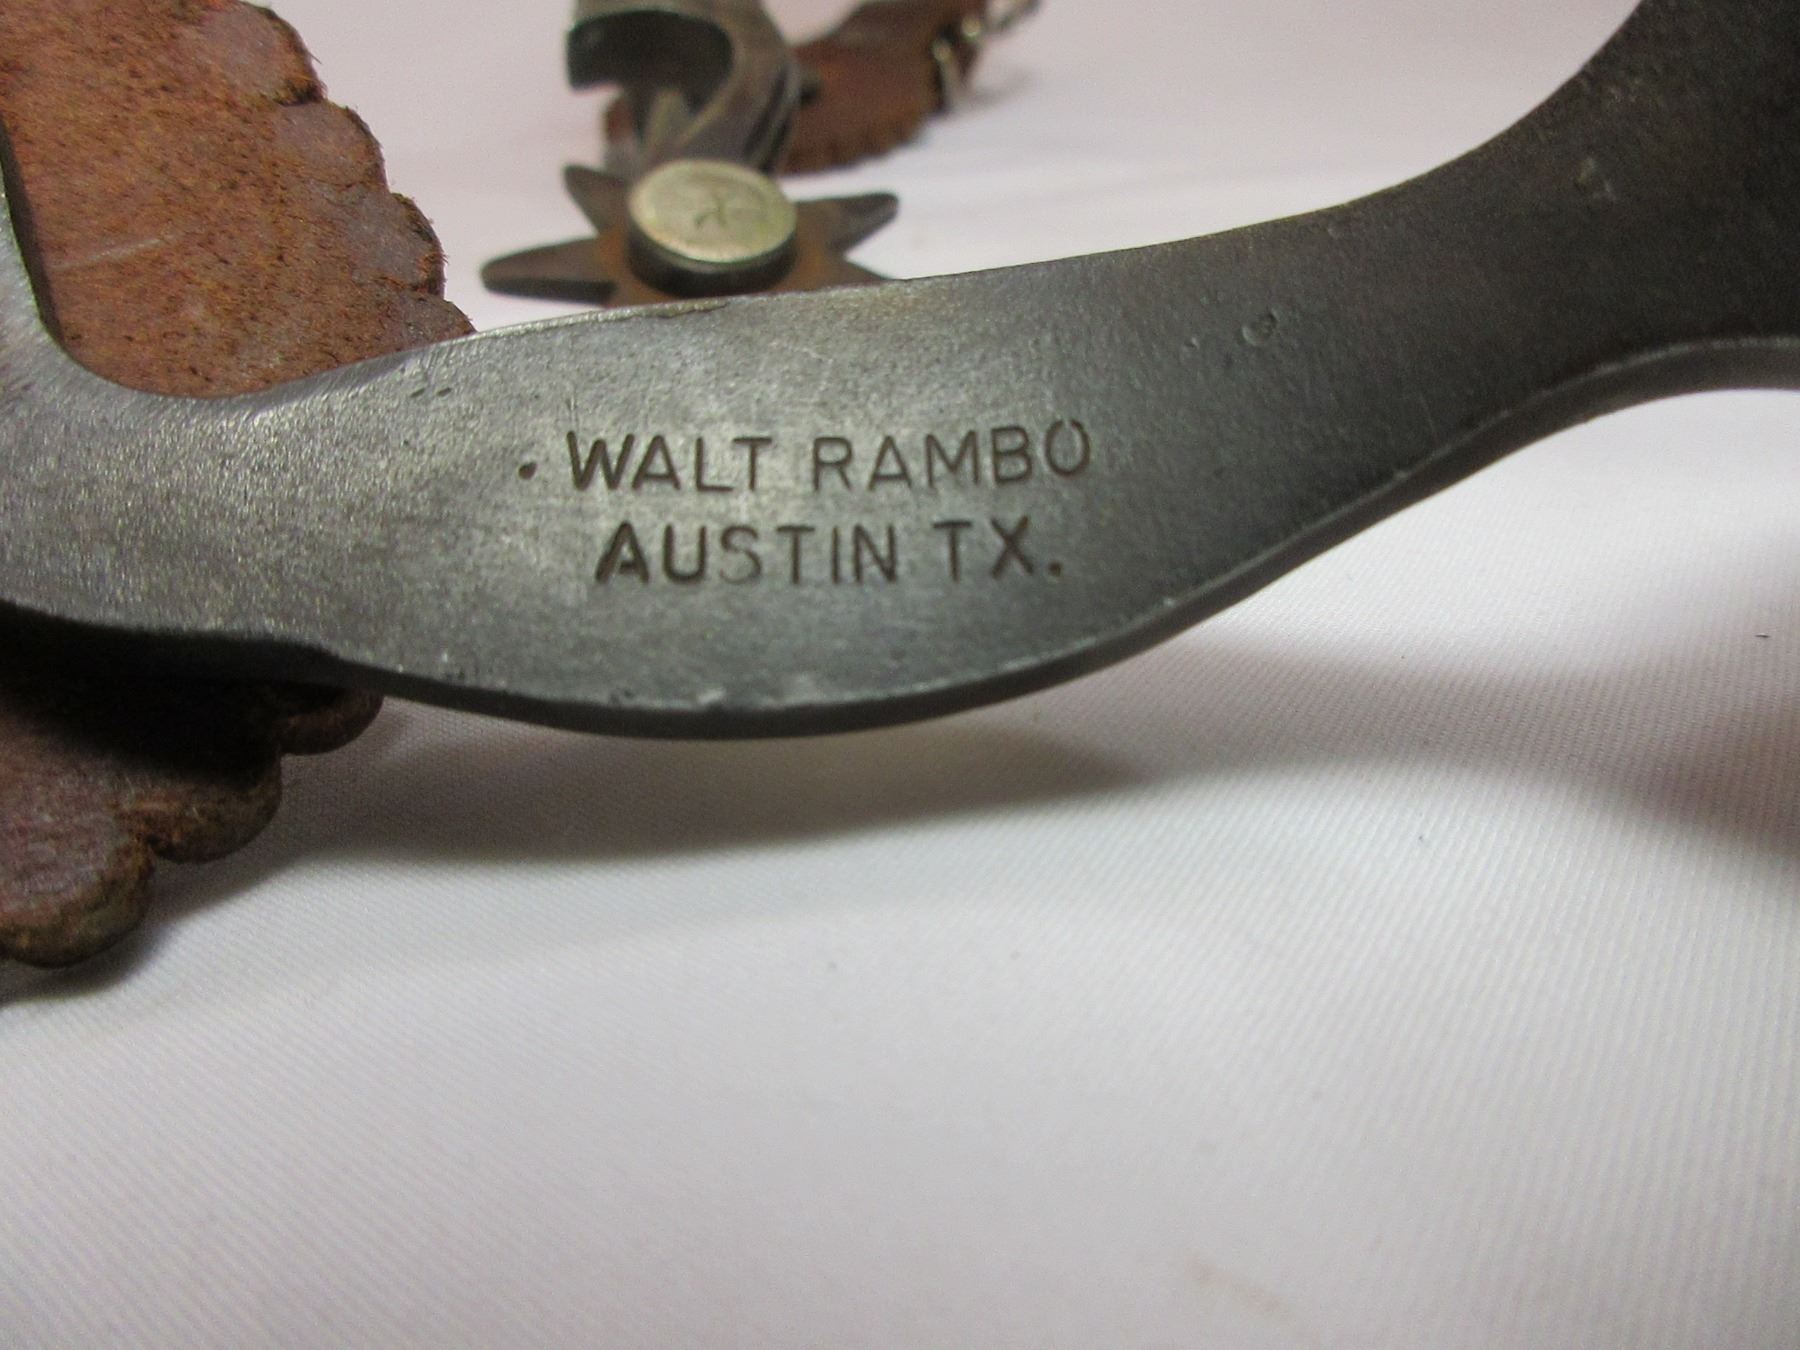 · WALT RAMBO
AUSTIN TX.